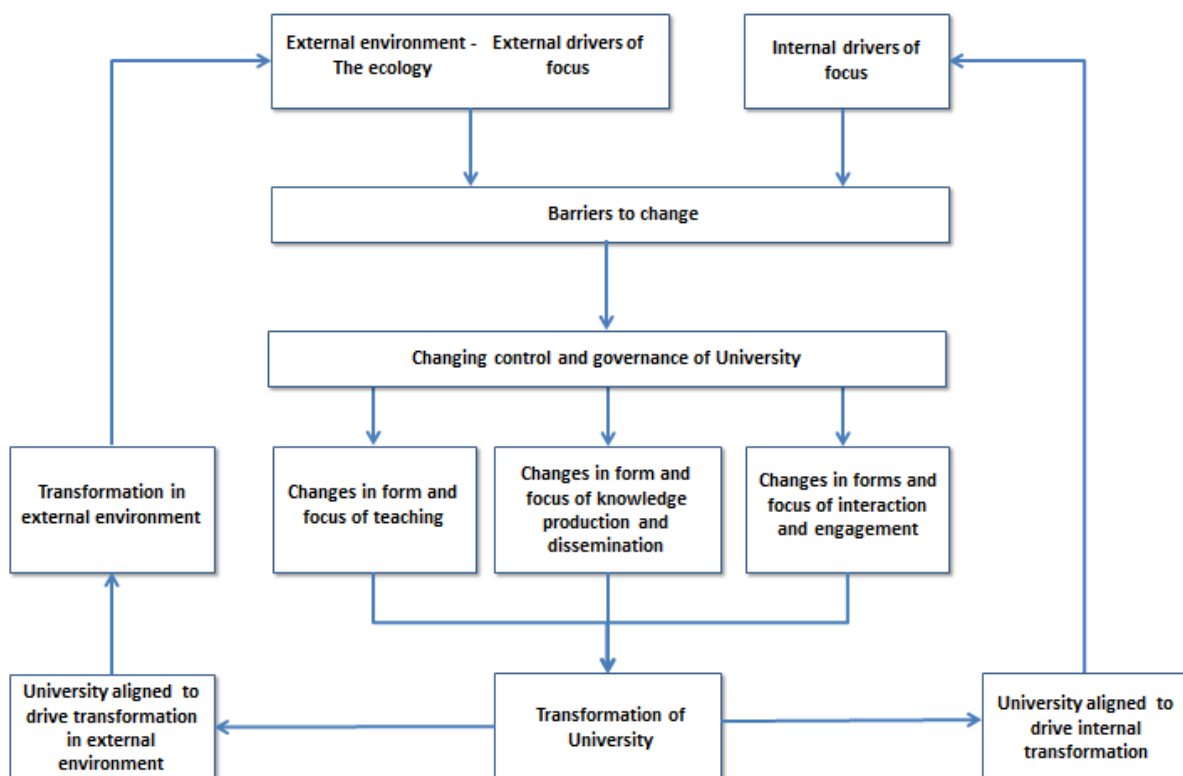 External environment - External drivers of
The ecology focus
Internal drivers of
focus
Barriers to change
Changing control and governance of University
Transformation in
external environment
Changes in form and
focus of teaching
Changes in form and
focus of knowledge
production and
dissemination
Changes in forms and
focus of interaction
and engagement
University aligned to
drive transformation
in external
environment
Transformation of
University
University aligned to
drive internal
transformation